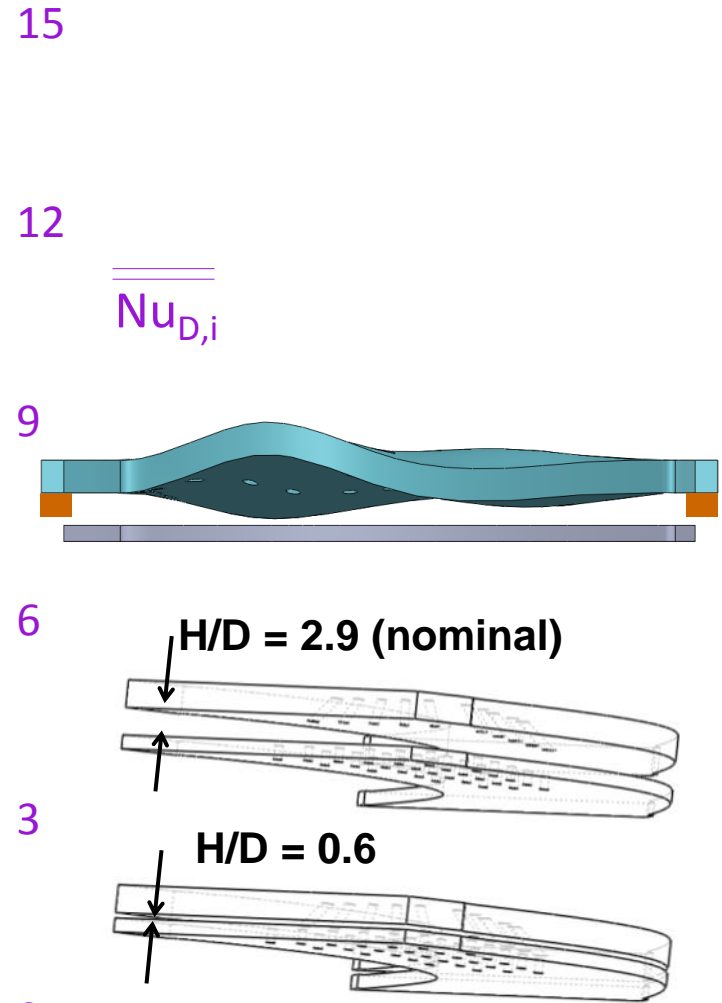 15
12
Nu_D,i
9
6
H/D = 2.9 (nominal)
3
H/D = 0.6